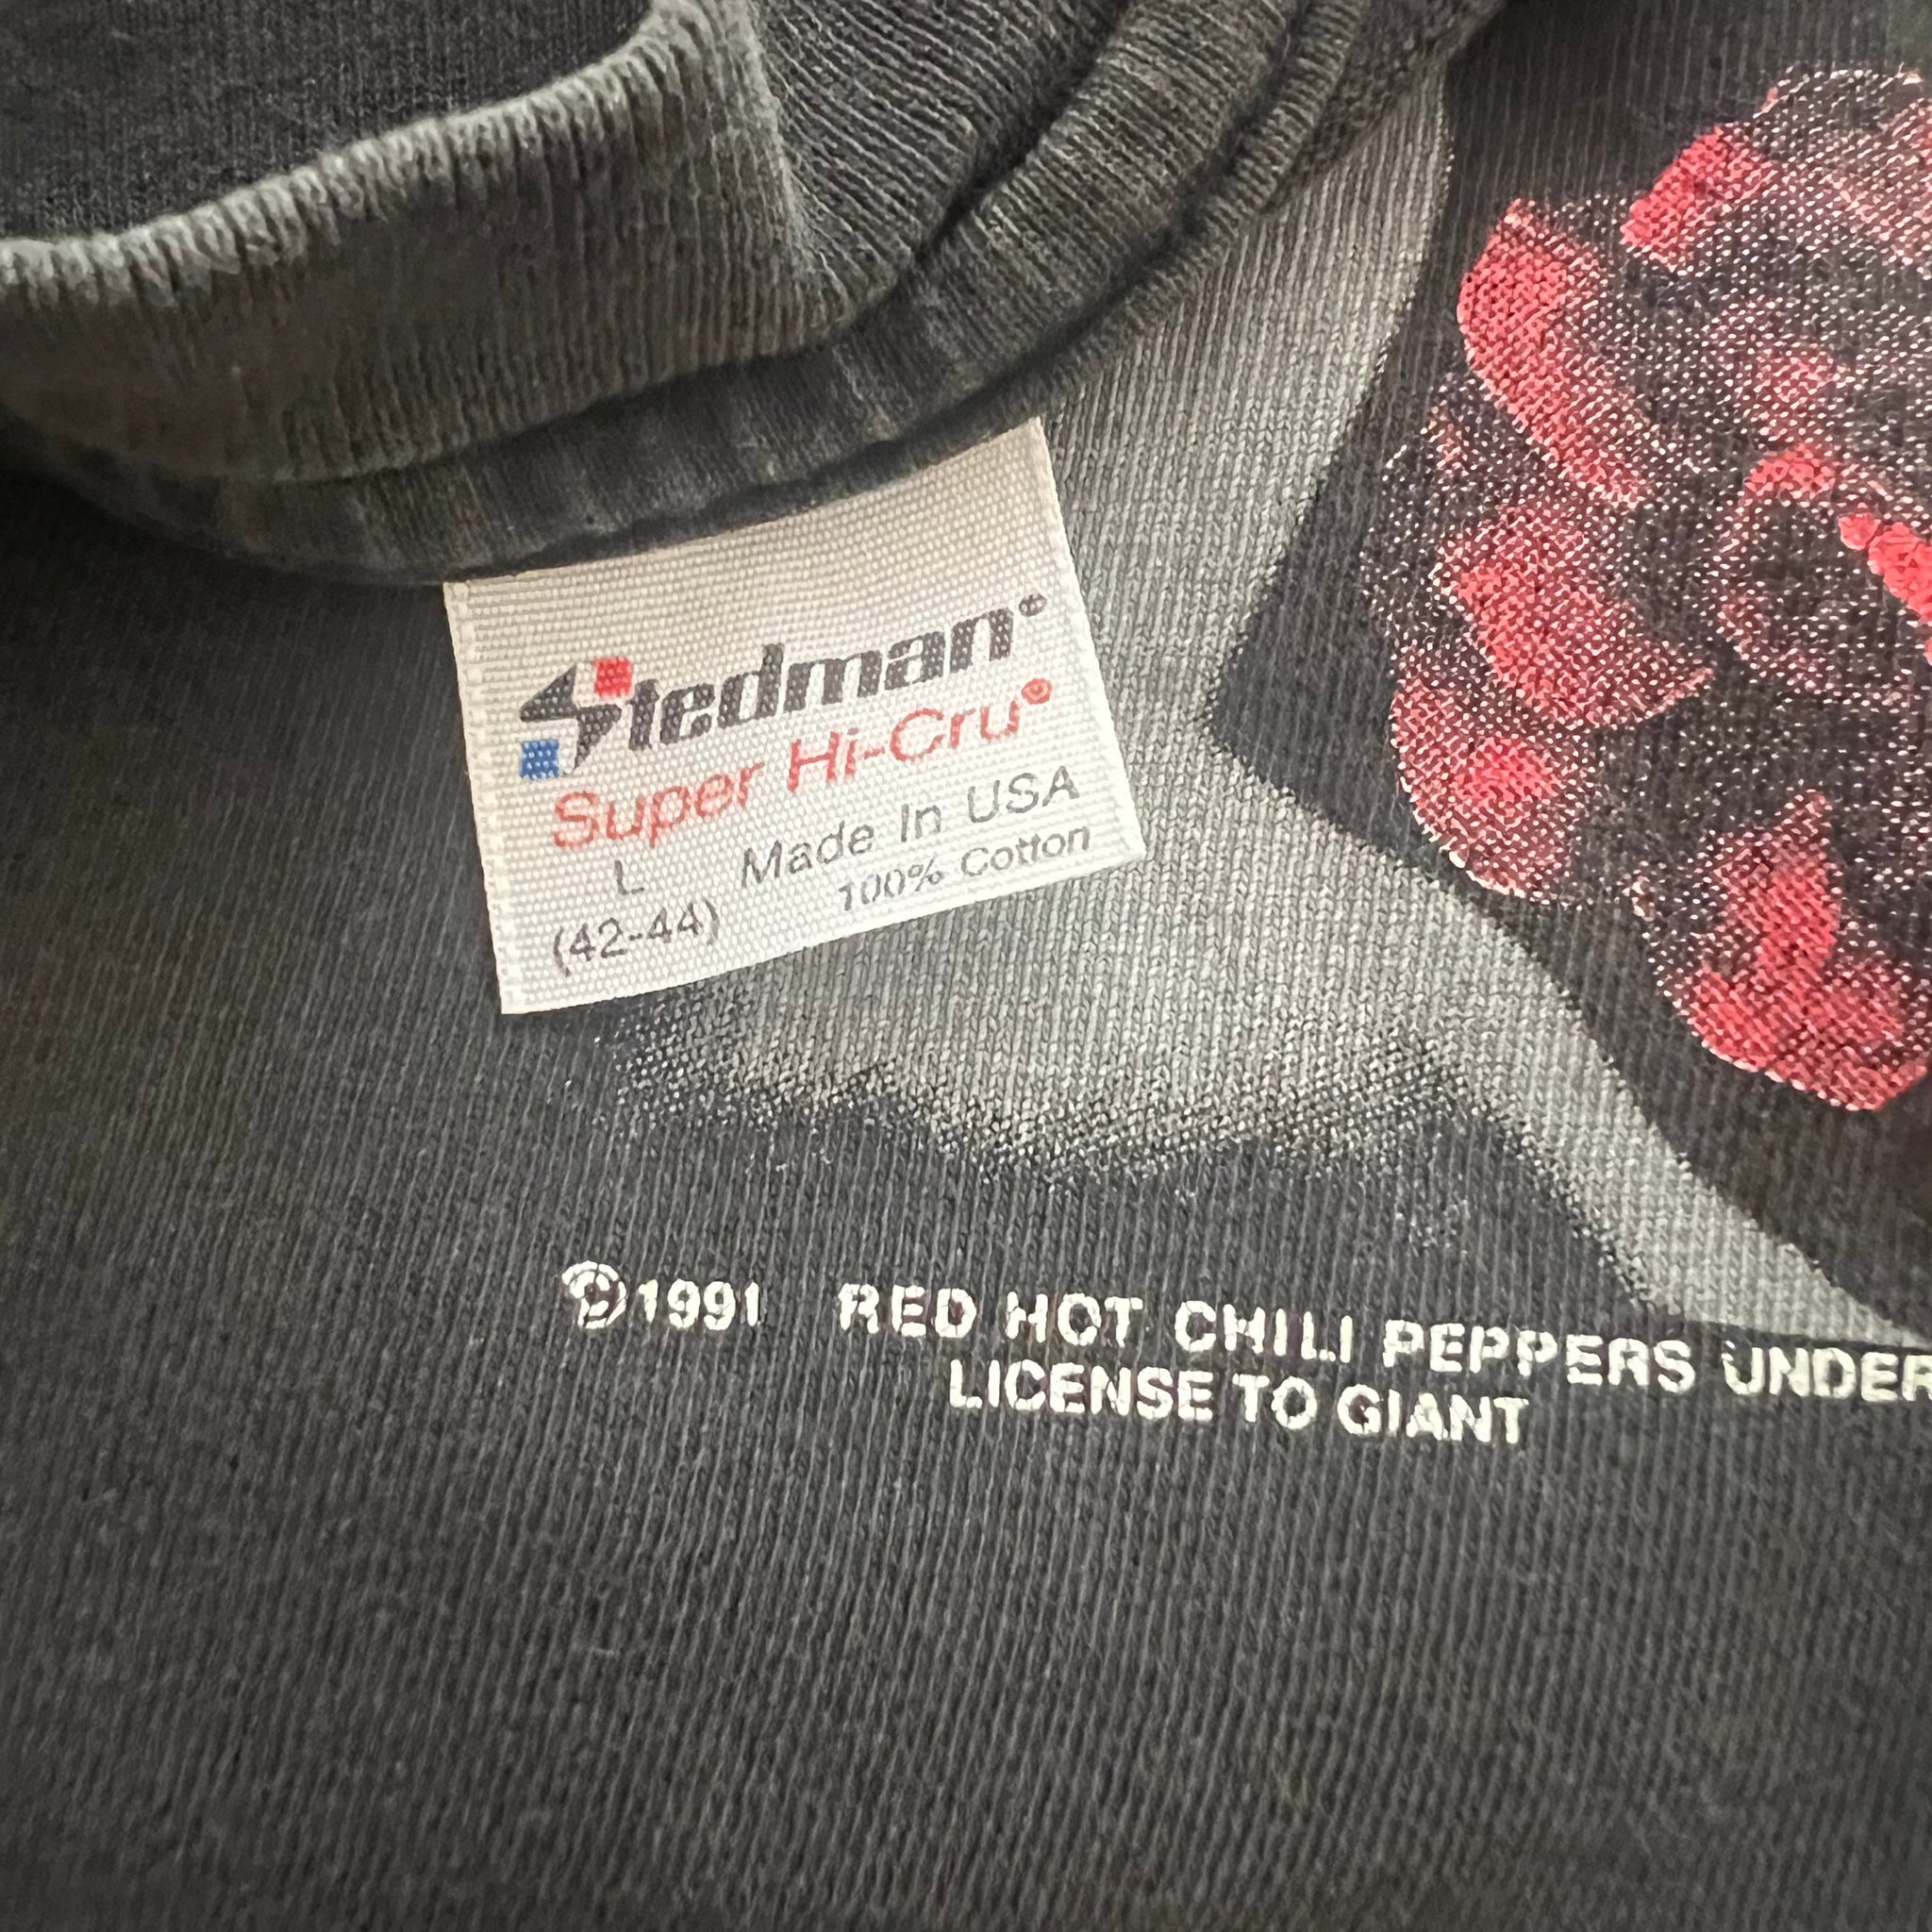 Stedman®
Super Hi-Cru®
L Made In USA
(42-44) 100% Cotton
©1991 RED HOT CHILI PEPPERS UNDER
LICENSE TO GIANT